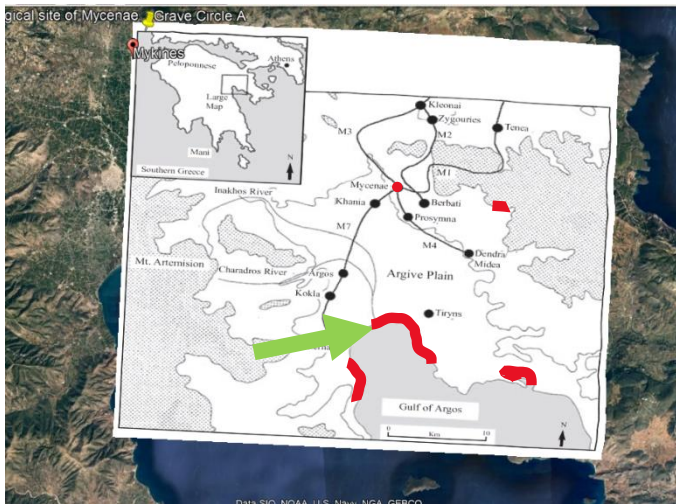 gical site of Mycenae
Grave Circle A
Mykines
Peloponnese
Athens
Large
Map
Mani
Southern Greece
N
Kleonai
Zygouries
M3
M2
Tenea
M1
Mycenae
Inakhos River
Khania
Berbati
Prosymna
M7
M4
Dendra
Midea
Mt. Artemision
Charadros River
Argos
Argive Plain
Kokla
Tiryns
Gulf of Argos
0
10
Km
N
Data SIO, NOAA, U.S. Navy, NGA, GEBCO